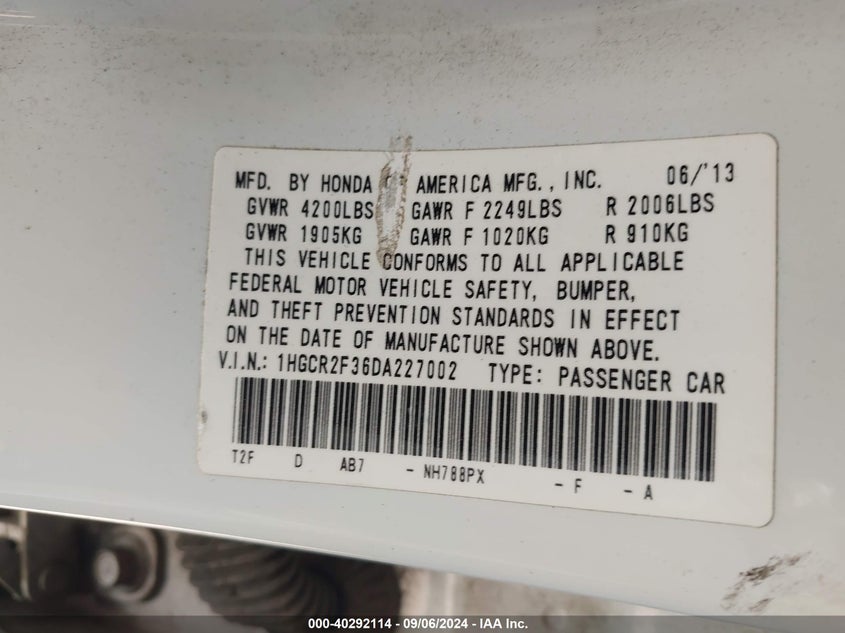 MFD. BY HONDA OF AMERICA MFG., INC. 06/'13
GVWR 4200LBS GAWR F 2249LBS R 2006LBS
GVWR 1905KG GAWR F 1020KG R 910KG
THIS VEHICLE CONFORMS TO ALL APPLICABLE
FEDERAL MOTOR VEHICLE SAFETY, BUMPER,
AND THEFT PREVENTION STANDARDS IN EFFECT
ON THE DATE OF MANUFACTURE SHOWN ABOVE.
V.I.N.: 1HGCR2F36DA227002 TYPE: PASSENGER CAR
T2F D AB7 - NH788PX - F - A
000-40292114 - 09/06/2024 - IAA Inc.